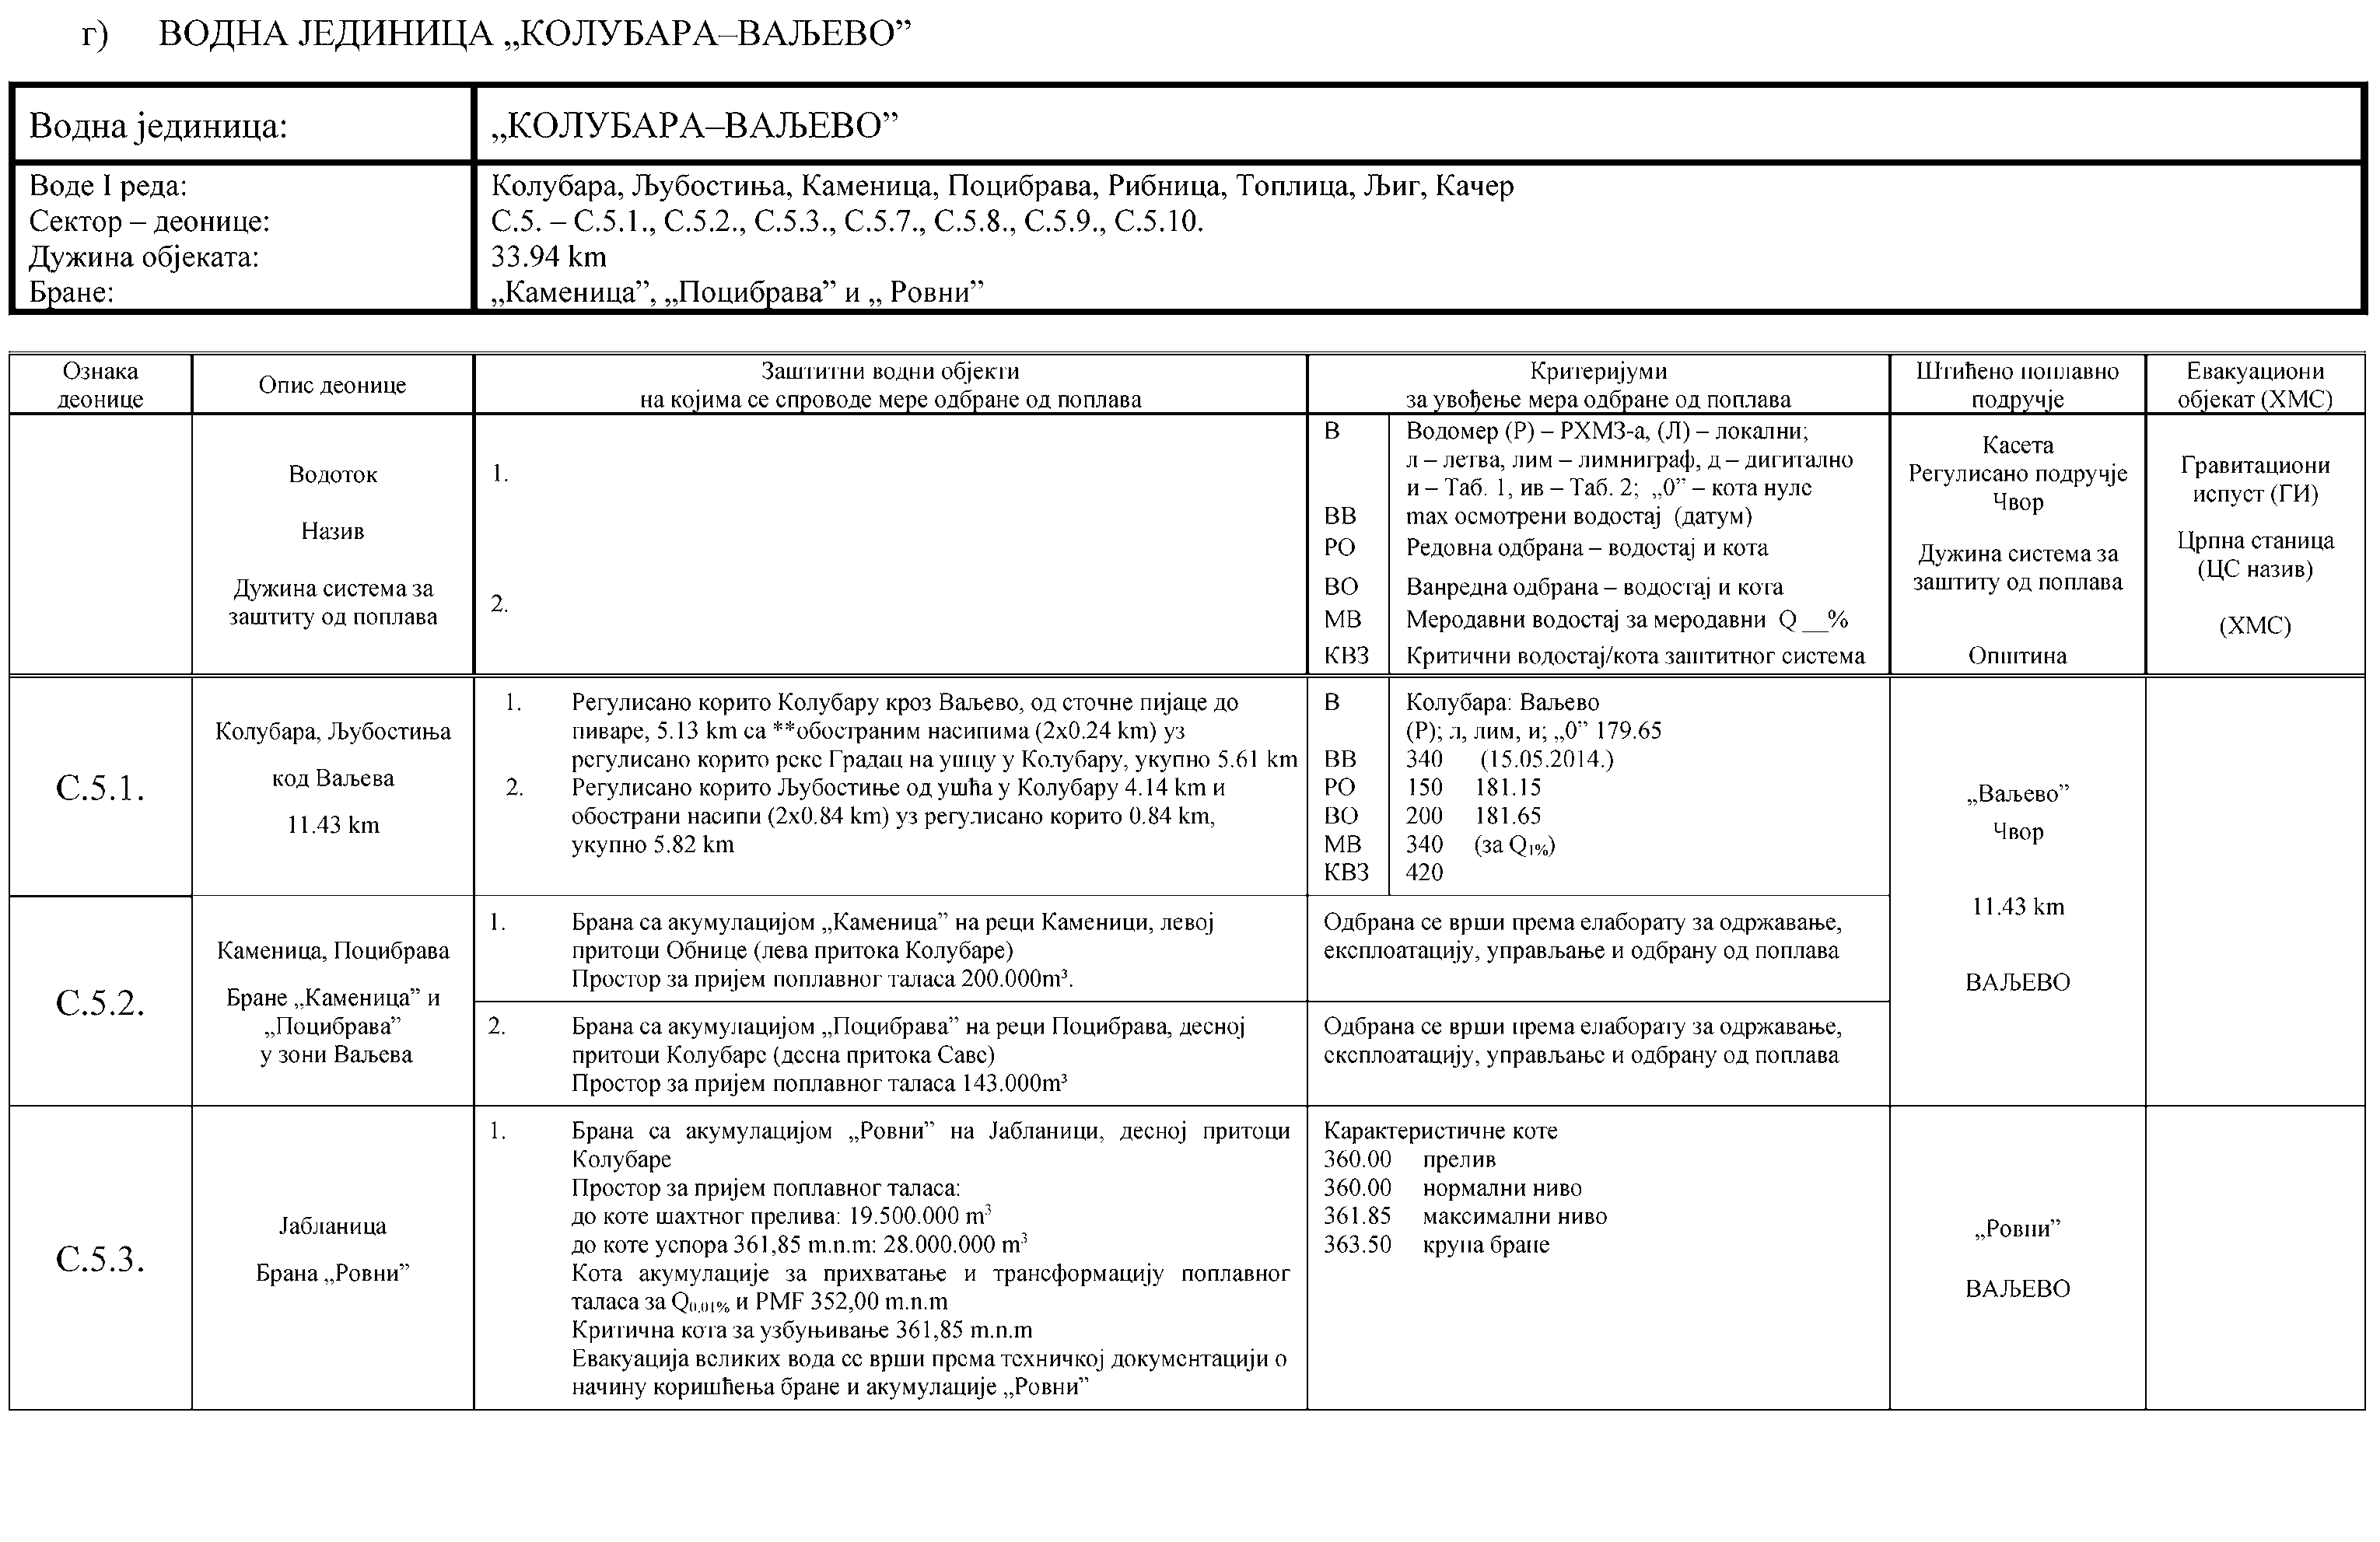 г) ВОДНА ЈЕДИНИЦА „КОЛУБАРА–ВАЉЕВО”
Водна јединица: „КОЛУБАРА–ВАЉЕВО”
Воде I реда: Колубара, Љубостиња, Каменица, Поцибрава, Рибница, Топлица, Љиг, Качер
Сектор – деонице: С.5. – С.5.1., С.5.2., С.5.3., С.5.7., С.5.8., С.5.9., С.5.10.
Дужина објеката: 33.94 km
Бране: „Каменица”, „Поцибрава” и „ Ровни”
Ознака
деонице
Опис деонице
Заштитни водни објекти
на којима се спроводе мере одбране од поплава
Критеријуми
за увођење мера одбране од поплава
Штићено поплавно
подручје
Евакуациони
објекат (ХМС)
Водоток
Назив
Дужина система за
заштиту од поплава
1.
2.
В Водомер (Р) – РХМЗ-а, (Л) – локални;
л – летва, лим – лимниграф, д – дигитално
и – Таб. 1, ив – Таб. 2; „0” – кота нуле
ВВ max осмотрени водостај (датум)
РО Редовна одбрана – водостај и кота
ВО Ванредна одбрана – водостај и кота
МВ Меродавни водостај за меродавни Q __%
КВЗ Критични водостај/кота заштитног система
Касета
Регулисано подручје
Чвор
Дужина система за
заштиту од поплава
Општина
Гравитациони
испуст (ГИ)
Црпна станица
(ЦС назив)
(ХМС)
С.5.1.
Колубара, Љубостиња
код Ваљева
11.43 km
1. Регулисано корито Колубару кроз Ваљево, од сточне пијаце до
пиваре, 5.13 km са **обостраним насипима (2x0.24 km) уз
регулисано корито реке Градац на ушцу у Колубару, укупно 5.61 km
2. Регулисано корито Љубостиње од ушћа у Колубару 4.14 km и
обострани насипи (2x0.84 km) уз регулисано корито 0.84 km,
укупно 5.82 km
В Колубара: Ваљево
(Р); л, лим, и; „0” 179.65
ВВ 340 (15.05.2014.)
РО 150 181.15
ВО 200 181.65
МВ 340 (за Q1%)
КВЗ 420
„Ваљево”
Чвор
11.43 km
ВАЉЕВО
С.5.2.
Каменица, Поцибрава
Бране „Каменица” и
„Поцибрава”
у зони Ваљева
1. Брана са акумулацијом „Каменица” на реци Каменици, левој
притоци Обнице (лева притока Колубаре)
Простор за пријем поплавног таласа 200.000m³.
Одбрана се врши према елаборату за одржавање,
експлоатацију, управљање и одбрану од поплава
2. Брана са акумулацијом „Поцибрава” на реци Поцибрава, десној
притоци Колубаре (десна притока Саве)
Простор за пријем поплавног таласа 143.000m³
Одбрана се врши према елаборату за одржавање,
експлоатацију, управљање и одбрану од поплава
С.5.3.
Јабланица
Брана „Ровни”
1. Брана са акумулацијом „Ровни” на Јабланици, десној притоци
Колубаре
Простор за пријем поплавног таласа:
до коте шахтног прелива: 19.500.000 m³
до коте успора 361,85 m.n.m: 28.000.000 m³
Кота акумулације за прихватање и трансформацију поплавног
таласа за Q0,01% и PMF 352,00 m.n.m
Критична кота за узбуњивање 361,85 m.n.m
Евакуација великих вода се врши према техничкој документацији о
начину коришћења бране и акумулације „Ровни”
Карактеристичне коте
360.00 прелив
360.00 нормални ниво
361.85 максимални ниво
363.50 круна бране
„Ровни”
ВАЉЕВО